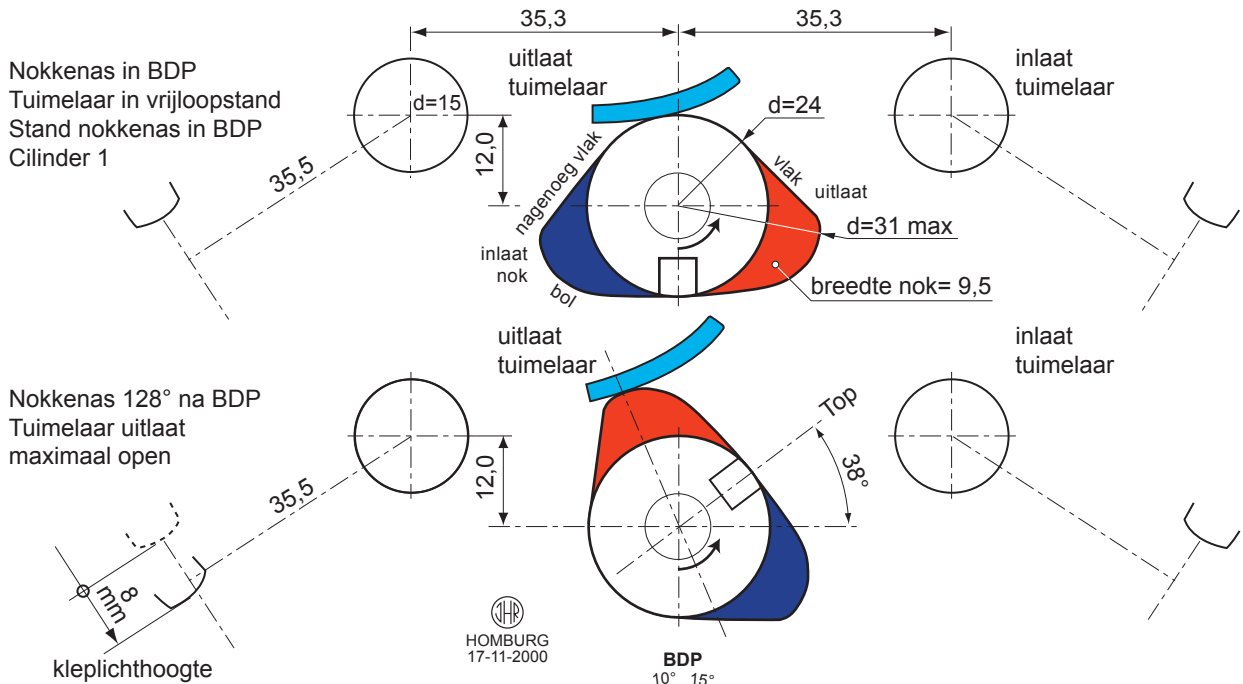 35,3
35,3
Nokkenas in BDP
Tuimelaar in vrijloopstand
Stand nokkenas in BDP
Cilinder 1
uitlaat
tuimelaar
inlaat
tuimelaar
d=15
d=24
12,0
35,5
nagenoeg vlak
vlak
uitlaat
d=31 max
inlaat
nok
bol
breedte nok= 9,5
uitlaat
tuimelaar
inlaat
tuimelaar
Nokkenas 128° na BDP
Tuimelaar uitlaat
maximaal open
Top
38°
12,0
35,5
8
mm
kleplichthoogte
JHR
HOMBURG
17-11-2000
BDP
10° 15°